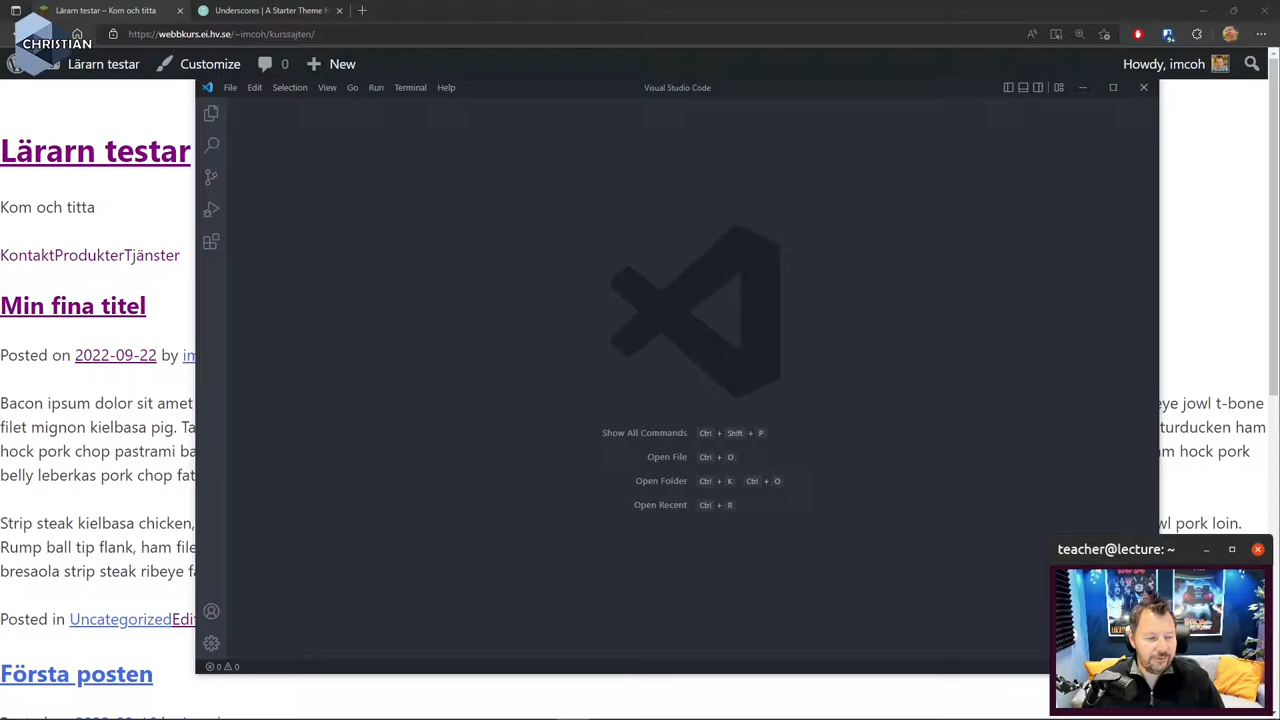 Lärarn testar – Kom och titta
Underscores | A Starter Theme f
https://webbkurs.ei.hv.se/~imcoh/kurssajten/
CHRISTIAN
Lärarn testar
Customize
0
New
Howdy, imcoh
File Edit Selection View Go Run Terminal Help
Visual Studio Code
Lärarn testar
Kom och titta
KontaktProdukterTjänster
Min fina titel
Posted on 2022-09-22 by
Bacon ipsum dolor sit amet
eye jowl t-bone
filet mignon kielbasa pig.
turducken ham
hock pork chop pastrami
hock pork
belly leberkas pork chop
Show All Commands Ctrl + Shift + P
Open File Ctrl + O
Open Folder Ctrl + K Ctrl + O
Open Recent Ctrl + R
Strip steak kielbasa chicken,
pork loin.
Rump ball tip flank, ham
bresaola strip steak ribeye
teacher@lecture: ~
Posted in Uncategorized
0 0
Första posten